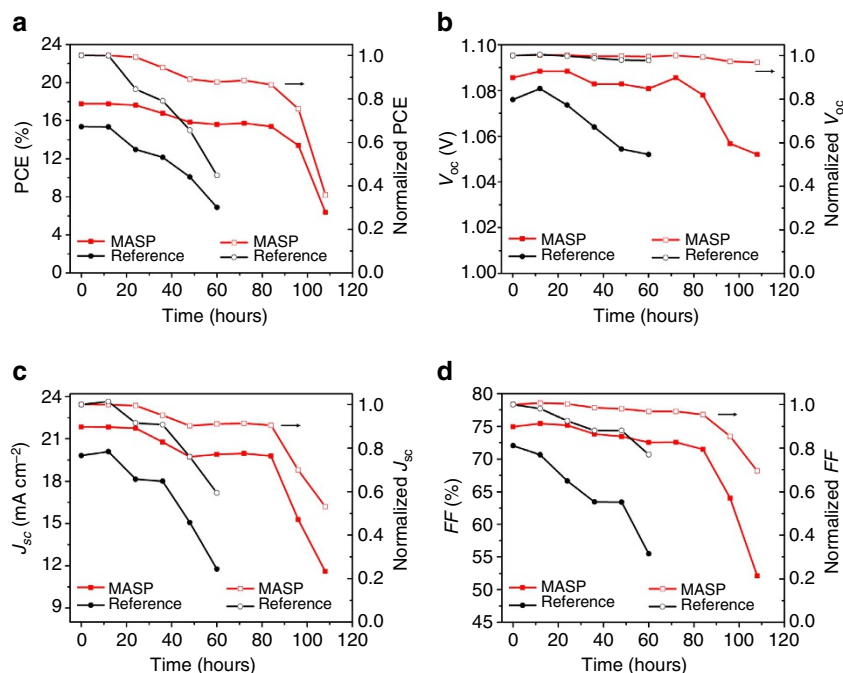 a
24
20
16
12
8
4
0
PCE (%)
1.0
0.8
0.6
0.4
0.2
0.0
Normalized PCE
MASP
Reference
MASP
Reference
0 20 40 60 80 100 120
Time (hours)
b
1.10
1.08
1.06
1.04
1.02
1.00
Voc (V)
1.0
0.8
0.6
0.4
0.2
0.0
Normalized Voc
MASP
Reference
MASP
Reference
0 20 40 60 80 100 120
Time (hours)
c
24
21
18
15
12
9
Jsc (mA cm⁻²)
1.0
0.8
0.6
0.4
0.2
0.0
Normalized Jsc
MASP
Reference
MASP
Reference
0 20 40 60 80 100 120
Time (hours)
d
80
75
70
65
60
55
50
45
FF (%)
1.0
0.8
0.6
0.4
0.2
0.0
Normalized FF
MASP
Reference
MASP
Reference
0 20 40 60 80 100 120
Time (hours)